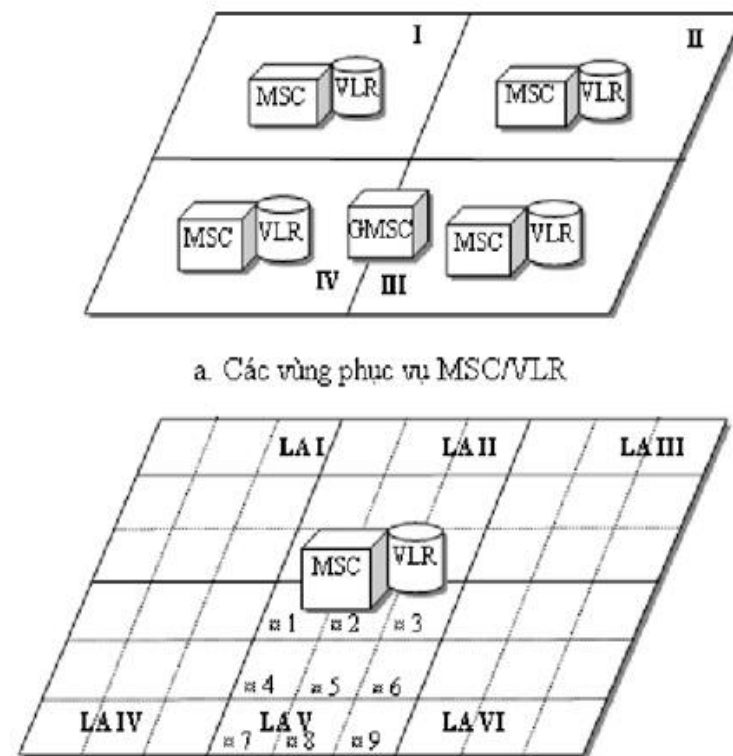 I
II
MSC VLR
MSC VLR
MSC VLR
GMSC
MSC VLR
IV III
a. Các vùng phục vụ MSC/VLR
LA I LA II LA III
MSC VLR
¤ 1 ¤ 2 ¤ 3
¤ 4 ¤ 5 ¤ 6
LA IV LA V LA VI
¤ 7 ¤ 8 ¤ 9